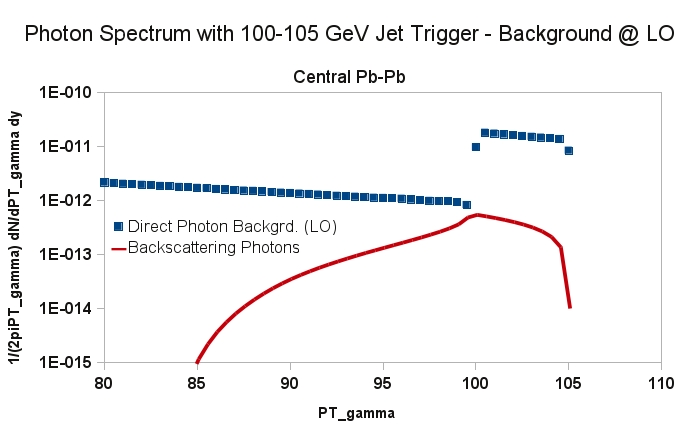 Photon Spectrum with 100-105 GeV Jet Trigger - Background @ LO
Central Pb-Pb
1E-010
1E-011
1E-012
1E-013
1E-014
1E-015
1/(2piPT_gamma) dN/dPT_gamma dy
Direct Photon Backgrd. (LO)
Backscattering Photons
80 85 90 95 100 105 110
PT_gamma